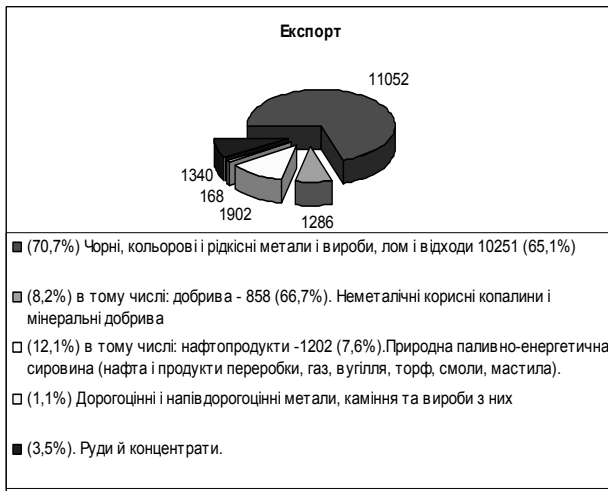 Експорт
11052
1340
168
1902
1286
(70,7%) Чорні, кольорові і рідкісні метали і вироби, лом і відходи 10251 (65,1%)
(8,2%) в тому числі: добрива - 858 (66,7%). Неметалічні корисні копалини і
мінеральні добрива
(12,1%) в тому числі: нафтопродукти -1202 (7,6%).Природна паливно-енергетична
сировина (нафта і продукти переробки, газ, вугілля, торф, смоли, мастила).
(1,1%) Дорогоцінні і напівдорогоцінні метали, каміння та вироби з них
(3,5%). Руди й концентрати.